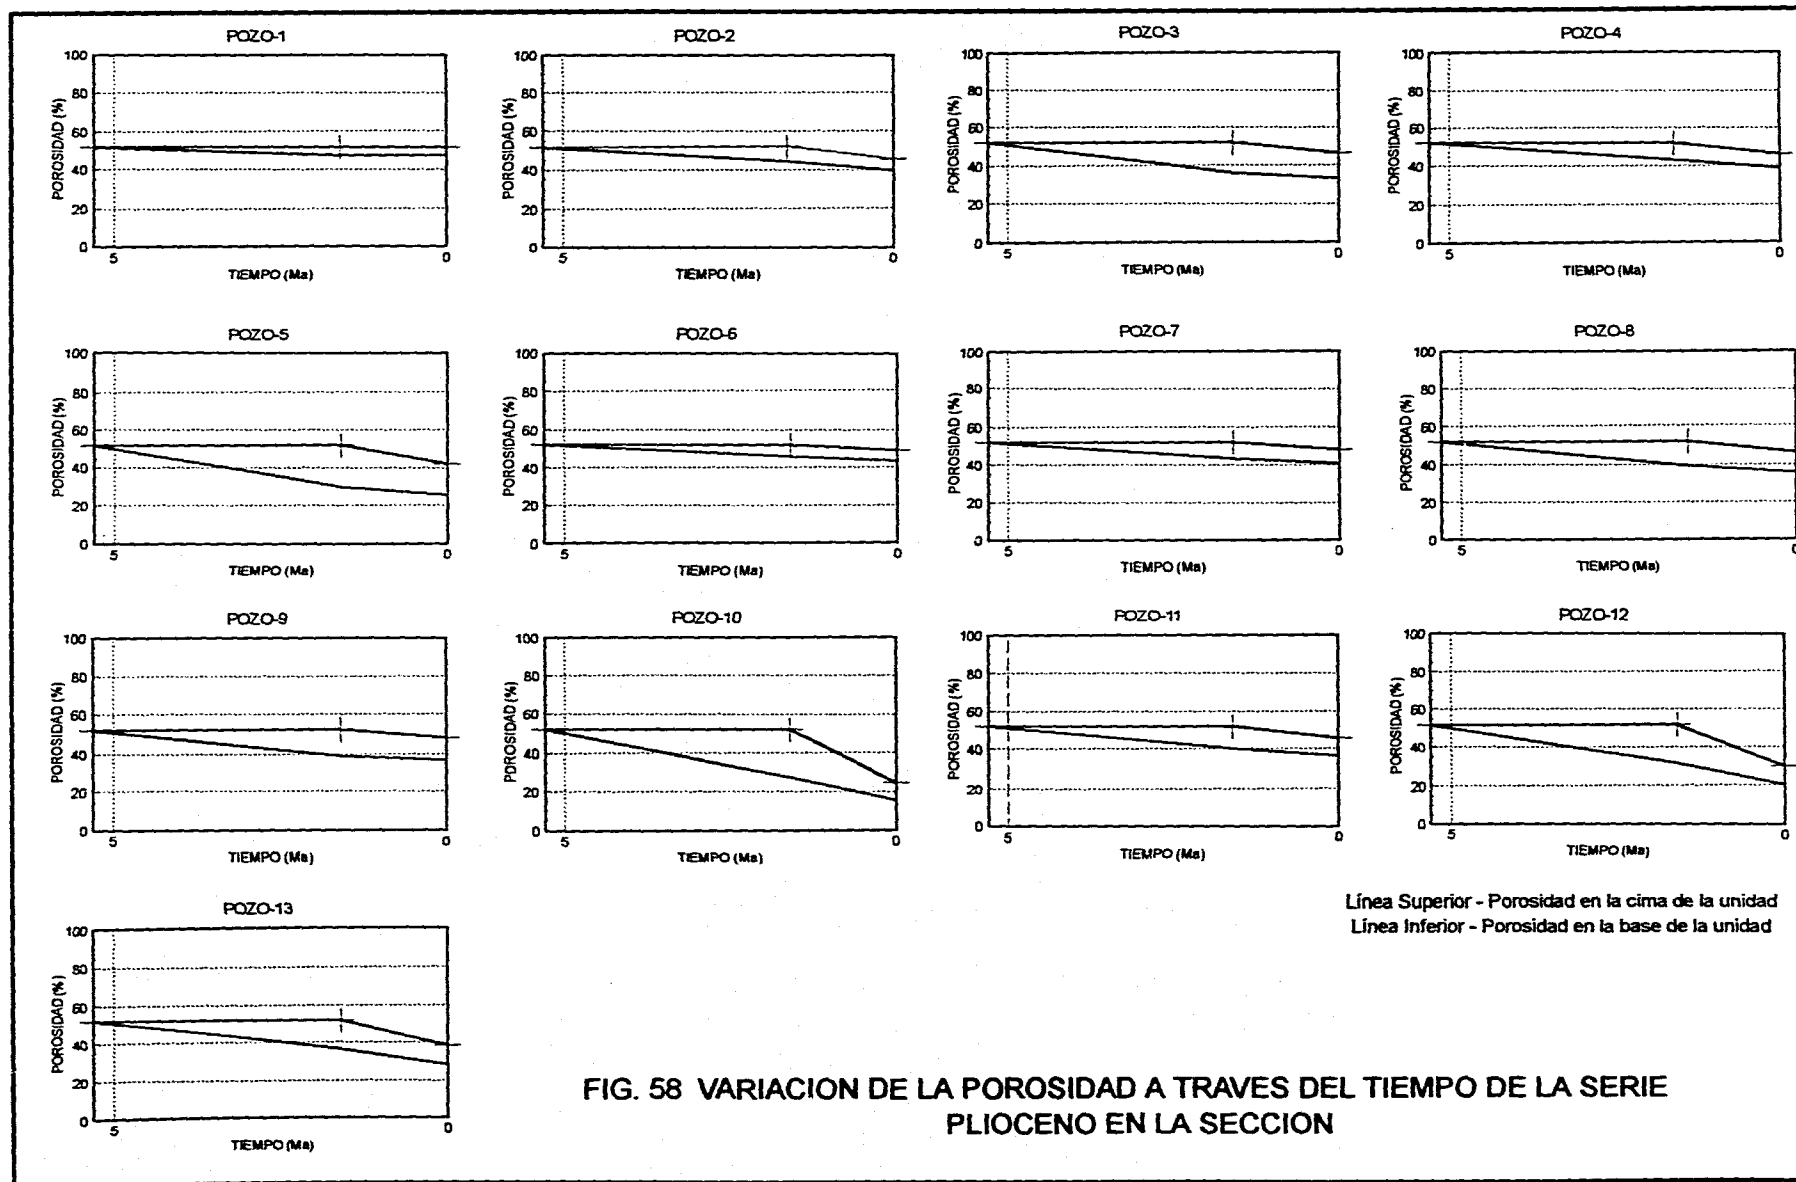 POZO-1
100
80
60
40
20
0
POROSIDAD (%)
5
0
TIEMPO (Ma)
POZO-2
100
80
60
40
20
0
POROSIDAD (%)
5
0
TIEMPO (Ma)
POZO-3
100
80
60
40
20
0
POROSIDAD (%)
5
0
TIEMPO (Ma)
POZO-4
100
80
60
40
20
0
POROSIDAD (%)
5
0
TIEMPO (Ma)
POZO-5
100
80
60
40
20
0
POROSIDAD (%)
5
0
TIEMPO (Ma)
POZO-6
100
80
60
40
20
0
POROSIDAD (%)
5
0
TIEMPO (Ma)
POZO-7
100
80
60
40
20
0
POROSIDAD (%)
5
0
TIEMPO (Ma)
POZO-8
100
80
60
40
20
0
POROSIDAD (%)
5
0
TIEMPO (Ma)
POZO-9
100
80
60
40
20
0
POROSIDAD (%)
5
0
TIEMPO (Ma)
POZO-10
100
80
60
40
20
0
POROSIDAD (%)
5
0
TIEMPO (Ma)
POZO-11
100
80
60
40
20
0
POROSIDAD (%)
5
0
TIEMPO (Ma)
POZO-12
100
80
60
40
20
0
POROSIDAD (%)
5
0
TIEMPO (Ma)
POZO-13
100
80
60
40
20
0
POROSIDAD (%)
5
0
TIEMPO (Ma)
Línea Superior - Porosidad en la cima de la unidad
Línea Inferior - Porosidad en la base de la unidad
FIG. 58 VARIACION DE LA POROSIDAD A TRAVES DEL TIEMPO DE LA SERIE
PLIOCENO EN LA SECCION